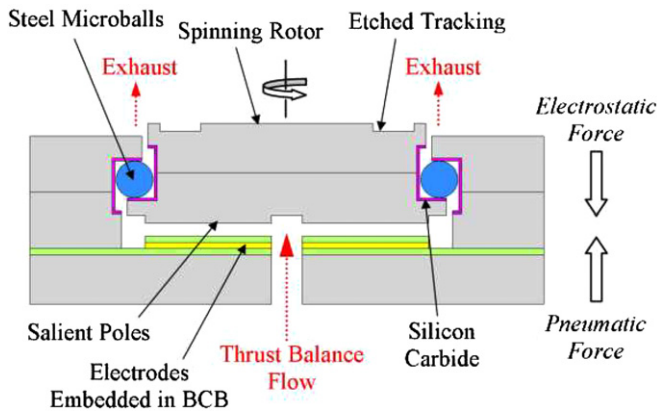 Steel Microballs
Spinning Rotor
Etched Tracking
Exhaust
Exhaust
Electrostatic
Force
Salient Poles
Electrodes
Embedded in BCB
Thrust Balance
Flow
Silicon
Carbide
Pneumatic
Force